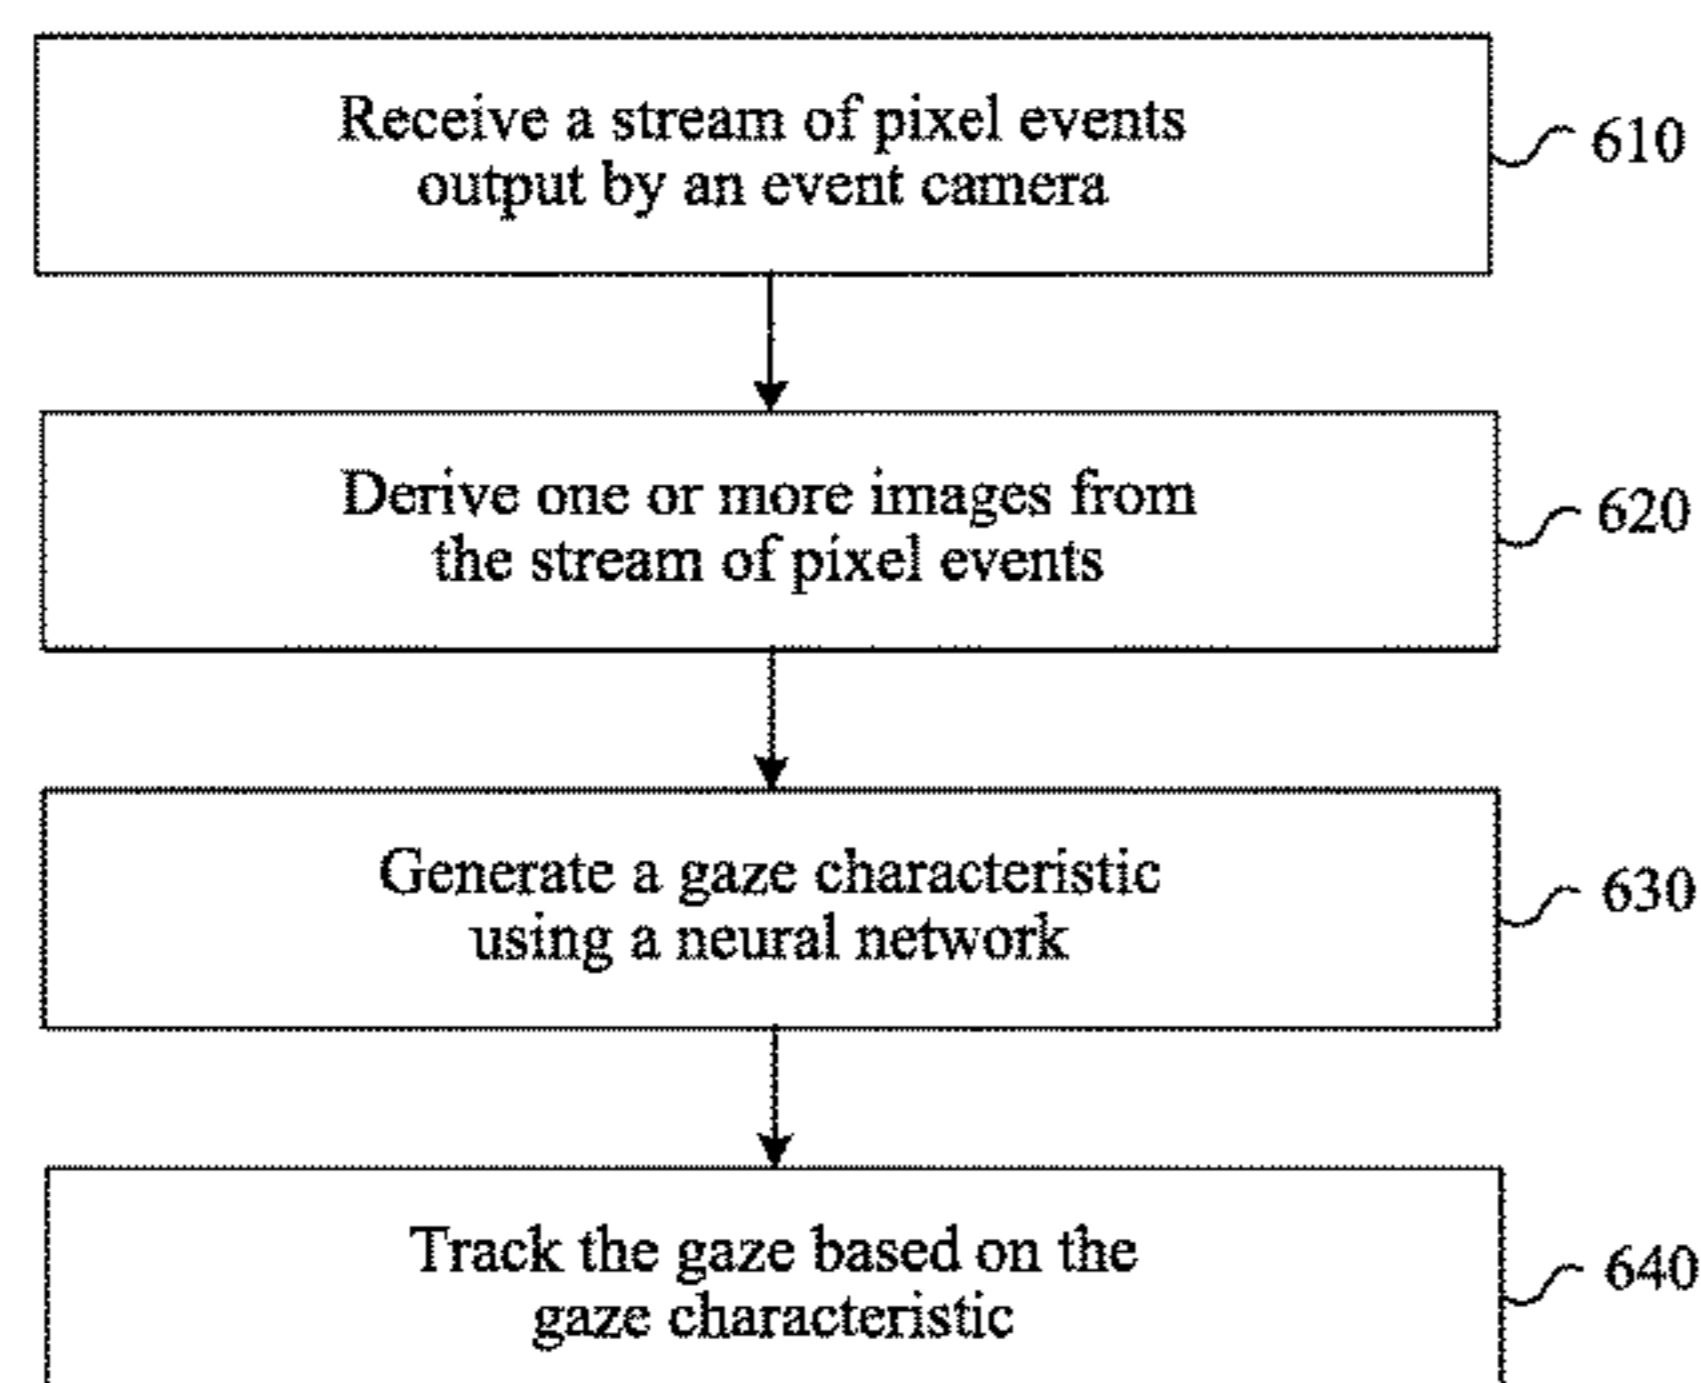 Receive a stream of pixel events
output by an event camera
610
Derive one or more images from
the stream of pixel events
620
Generate a gaze characteristic
using a neural network
630
Track the gaze based on the
gaze characteristic
640